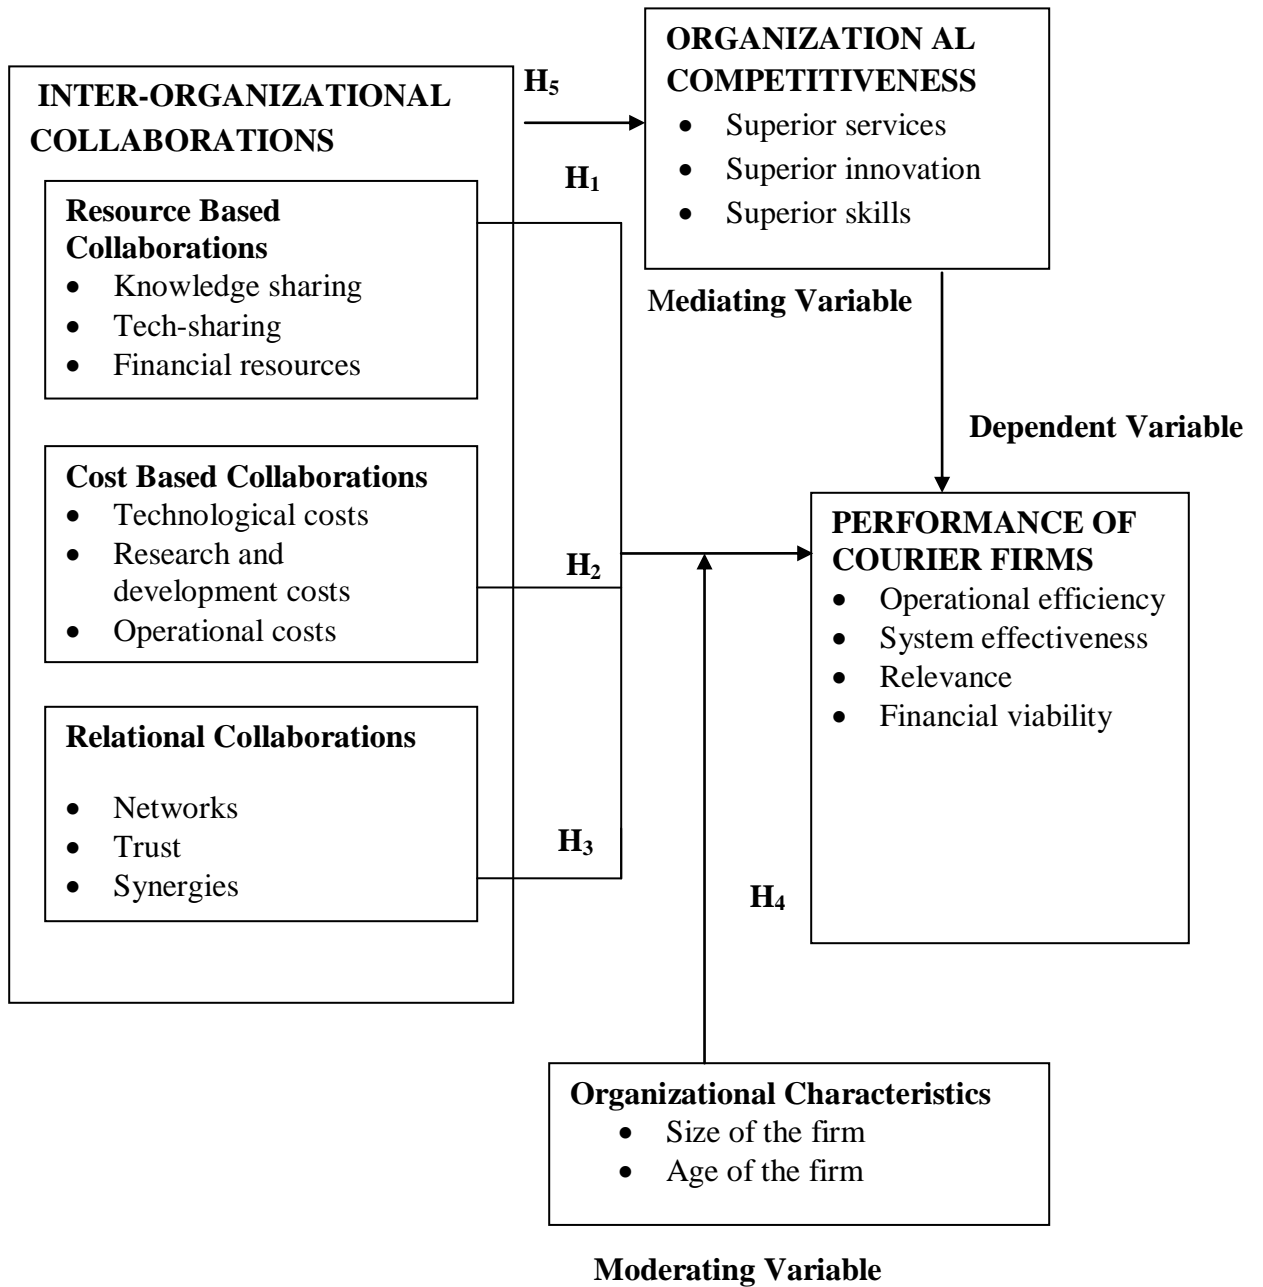 INTER-ORGANIZATIONAL
COLLABORATIONS
Resource Based
Collaborations
• Knowledge sharing
• Tech-sharing
• Financial resources
Cost Based Collaborations
• Technological costs
• Research and
development costs
• Operational costs
Relational Collaborations
• Networks
• Trust
• Synergies
H5
H1
H2
H3
H4
ORGANIZATION AL
COMPETITIVENESS
• Superior services
• Superior innovation
• Superior skills
Mediating Variable
Dependent Variable
PERFORMANCE OF
COURIER FIRMS
• Operational efficiency
• System effectiveness
• Relevance
• Financial viability
Organizational Characteristics
• Size of the firm
• Age of the firm
Moderating Variable